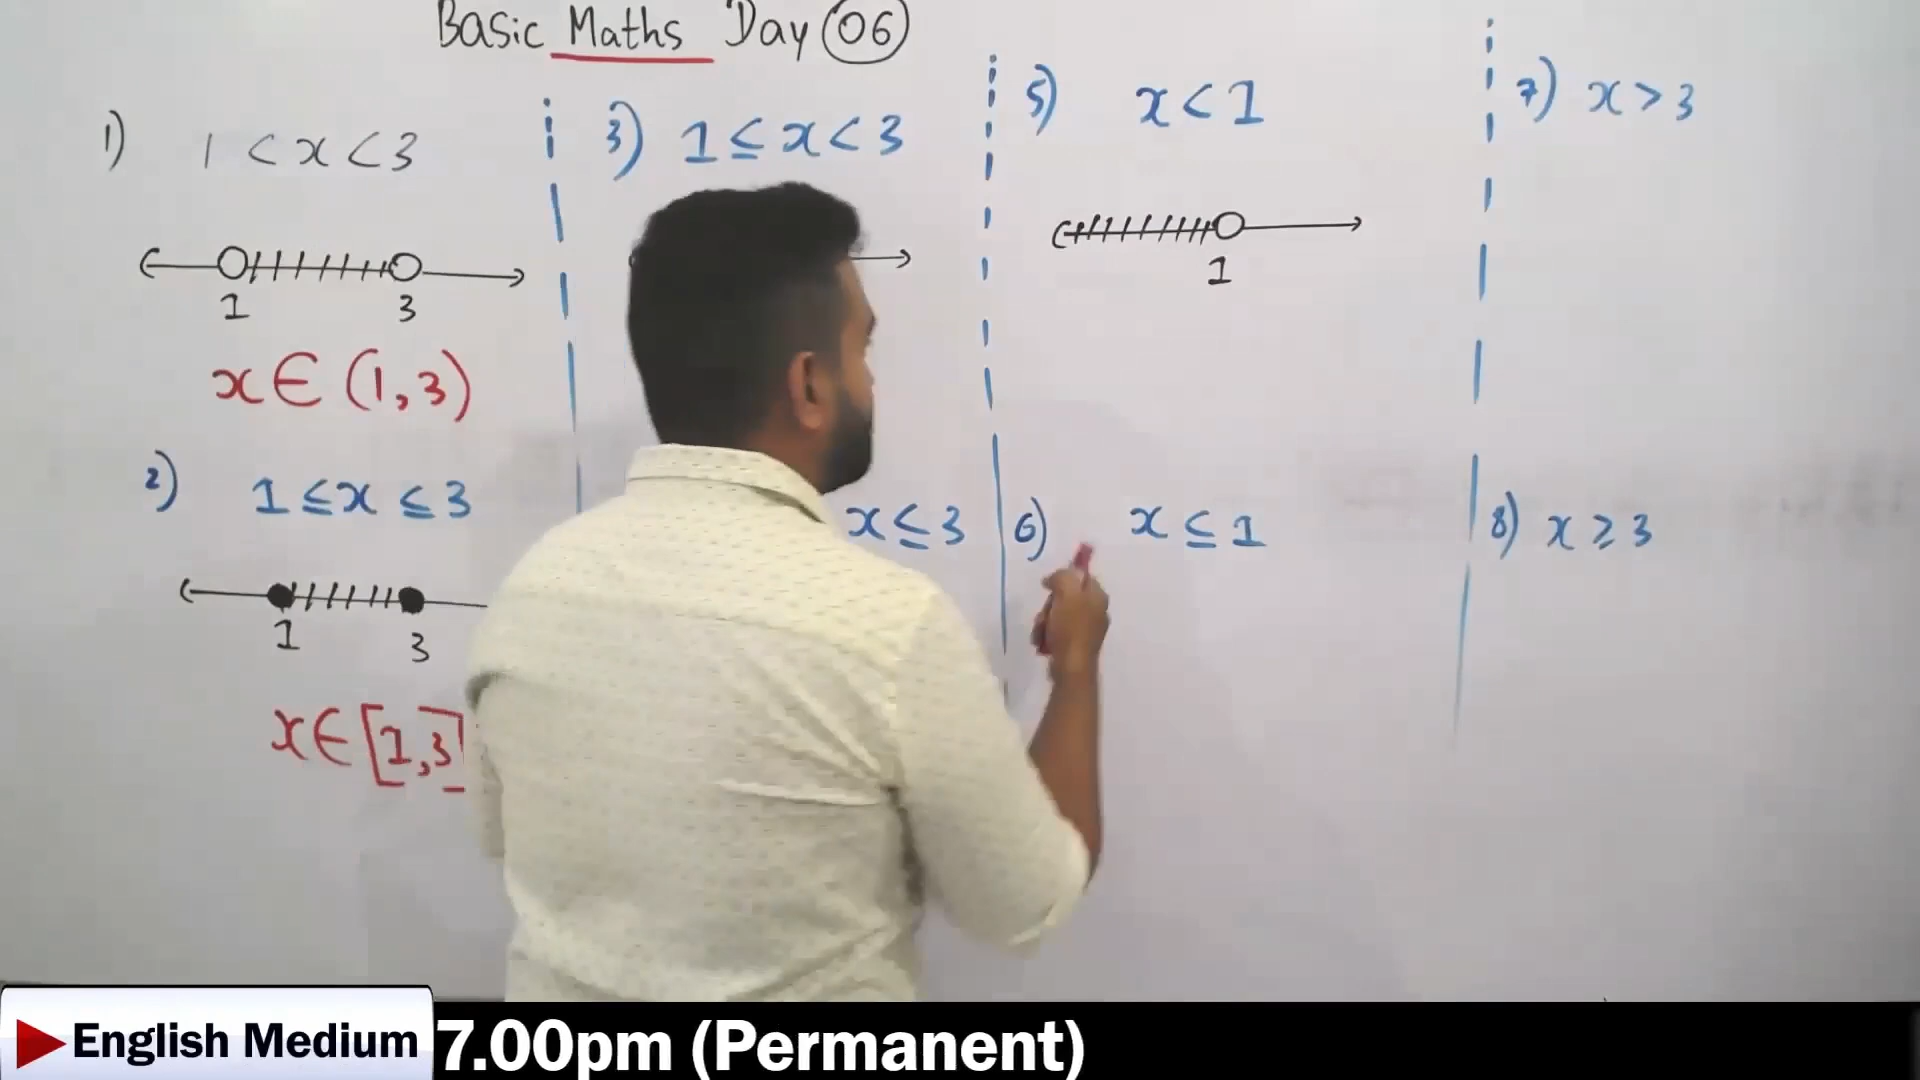 Basic Maths Day 06
1) 1 < x < 3
1 3
x ∈ (1,3)
2) 1 ≤ x ≤ 3
1 3
x ∈ [1,3]
3) 1 ≤ x < 3
x ≤ 3
5) x < 1
1
6) x ≤ 1
7) x > 3
8) x ≥ 3
English Medium 7.00pm (Permanent)